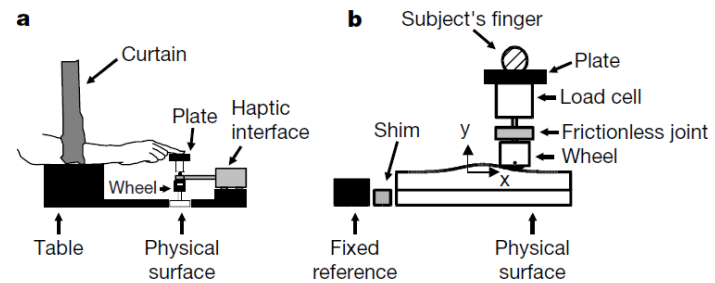 a
Curtain
Plate
Haptic
interface
Wheel
Table
Physical
surface
b
Subject's finger
Plate
Load cell
Frictionless joint
Wheel
Shim
y
x
Fixed
reference
Physical
surface